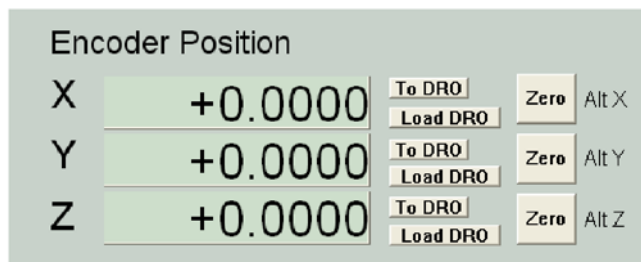 Encoder Position
X +0.0000 To DRO Load DRO Zero Alt X
Y +0.0000 To DRO Load DRO Zero Alt Y
Z +0.0000 To DRO Load DRO Zero Alt Z